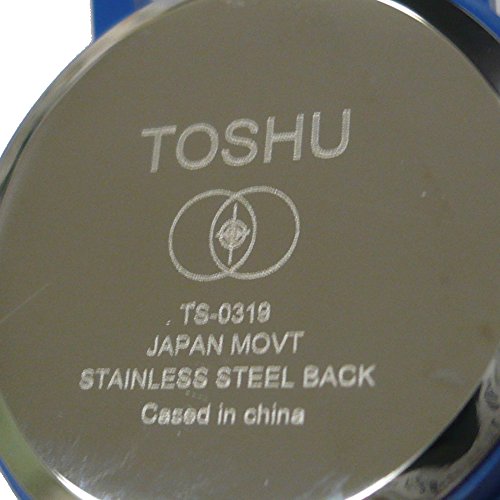 TOSHU
TS-0319
JAPAN MOVT
STAINLESS STEEL BACK
Cased in china